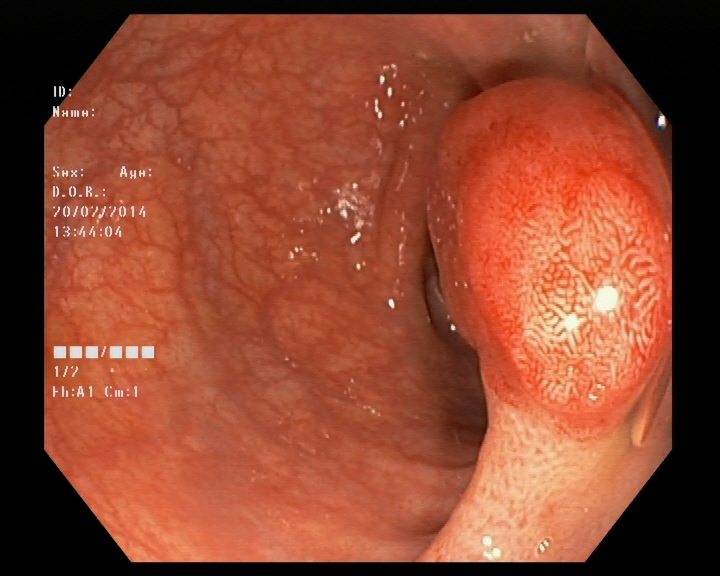 ID:
Name:
Sex: Age:
D.O.B.:
20/02/2014
13:44:04
■■■/■■■
1/2
Eh:A1 Cm:1